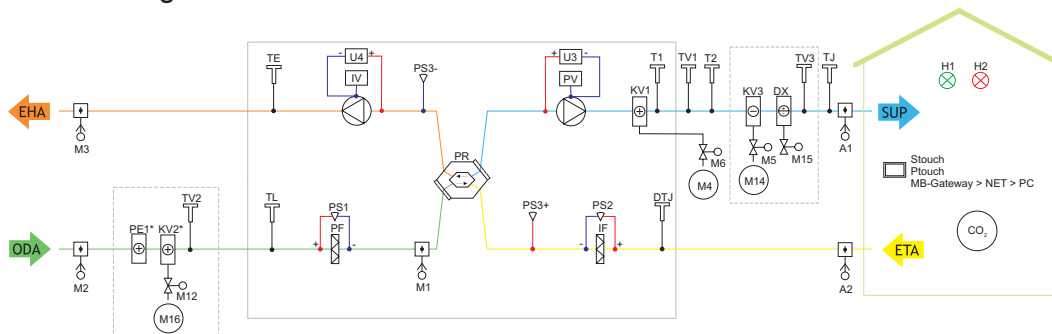 U4
IV
TE
PS3-
U3
PV
T1
TV1
T2
TV3
TJ
H1
H2
KV1
KV3
DX
EHA
SUP
M3
M6
M5
M15
A1
M4
M14
PR
Stouch
Ptouch
MB-Gateway > NET > PC
TV2
TL
PS1
PS3+
PS2
DTJ
PE1*
KV2*
PF
IF
CO₂
ODA
ETA
M2
M12
M1
A2
M16
- +
+ -
+ -
- +